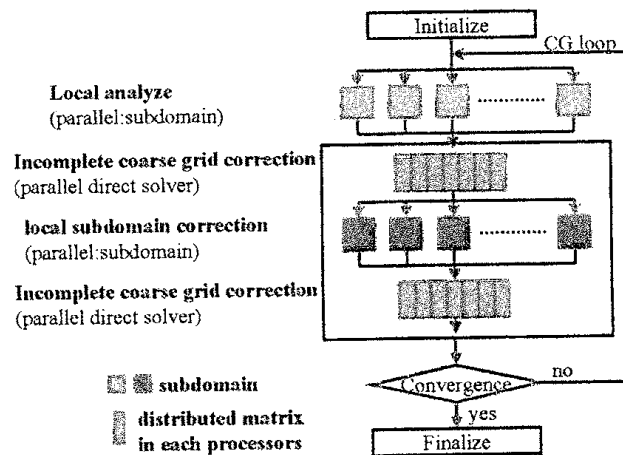 Initialize
CG loop
Local analyze
(parallel:subdomain)
Incomplete coarse grid correction
(parallel direct solver)
local subdomain correction
(parallel:subdomain)
Incomplete coarse grid correction
(parallel direct solver)
subdomain
distributed matrix
in each processors
Convergence
no
yes
Finalize